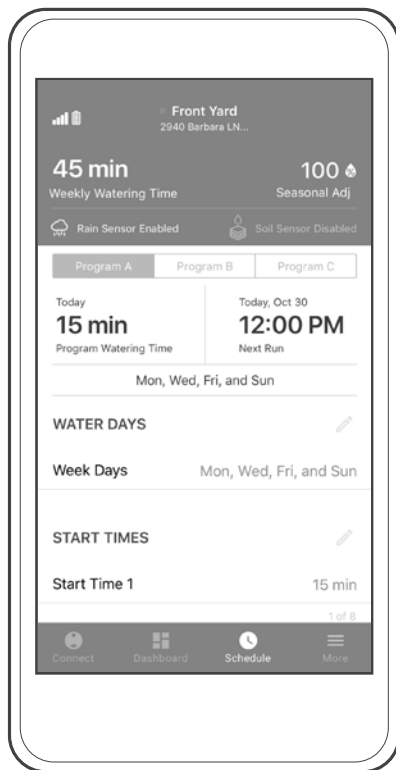 Front Yard
2940 Barbara LN...
45 min
100
Weekly Watering Time
Seasonal Adj
Rain Sensor Enabled
Soil Sensor Disabled
Program A
Program B
Program C
Today
Today, Oct 30
15 min
12:00 PM
Program Watering Time
Next Run
Mon, Wed, Fri, and Sun
WATER DAYS
Week Days
Mon, Wed, Fri, and Sun
START TIMES
Start Time 1
15 min
1 of 8
Connect
Dashboard
Schedule
More